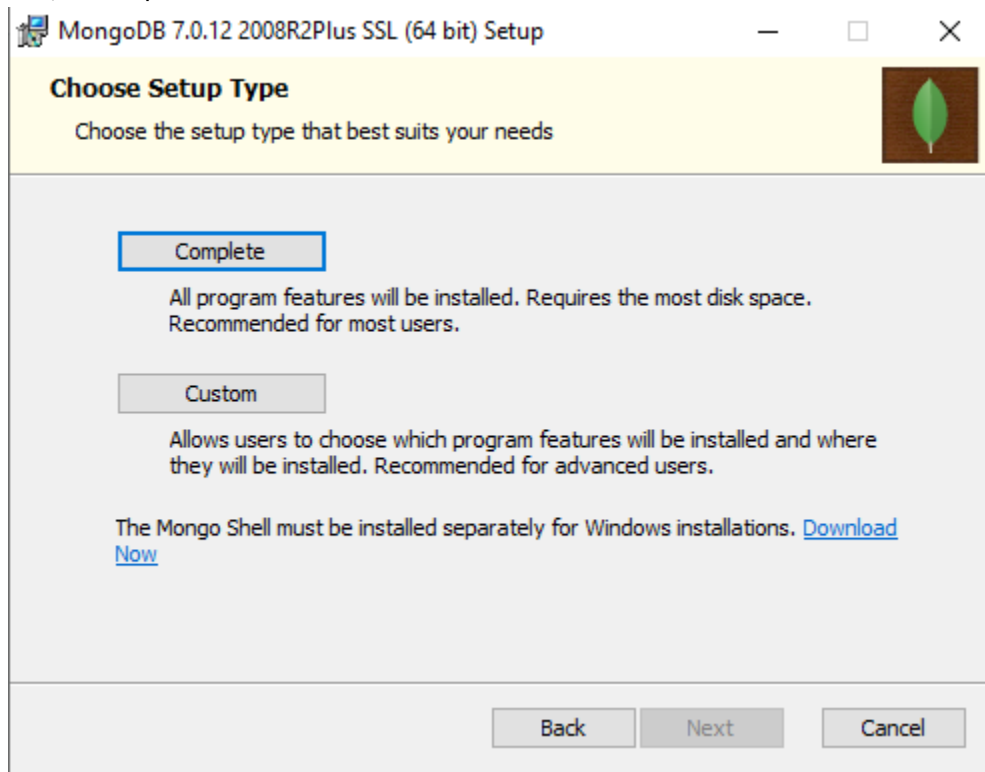 MongoDB 7.0.12 2008R2Plus SSL (64 bit) Setup
Choose Setup Type
Choose the setup type that best suits your needs
Complete
All program features will be installed. Requires the most disk space.
Recommended for most users.
Custom
Allows users to choose which program features will be installed and where
they will be installed. Recommended for advanced users.
The Mongo Shell must be installed separately for Windows installations. Download
Now
Back Next Cancel